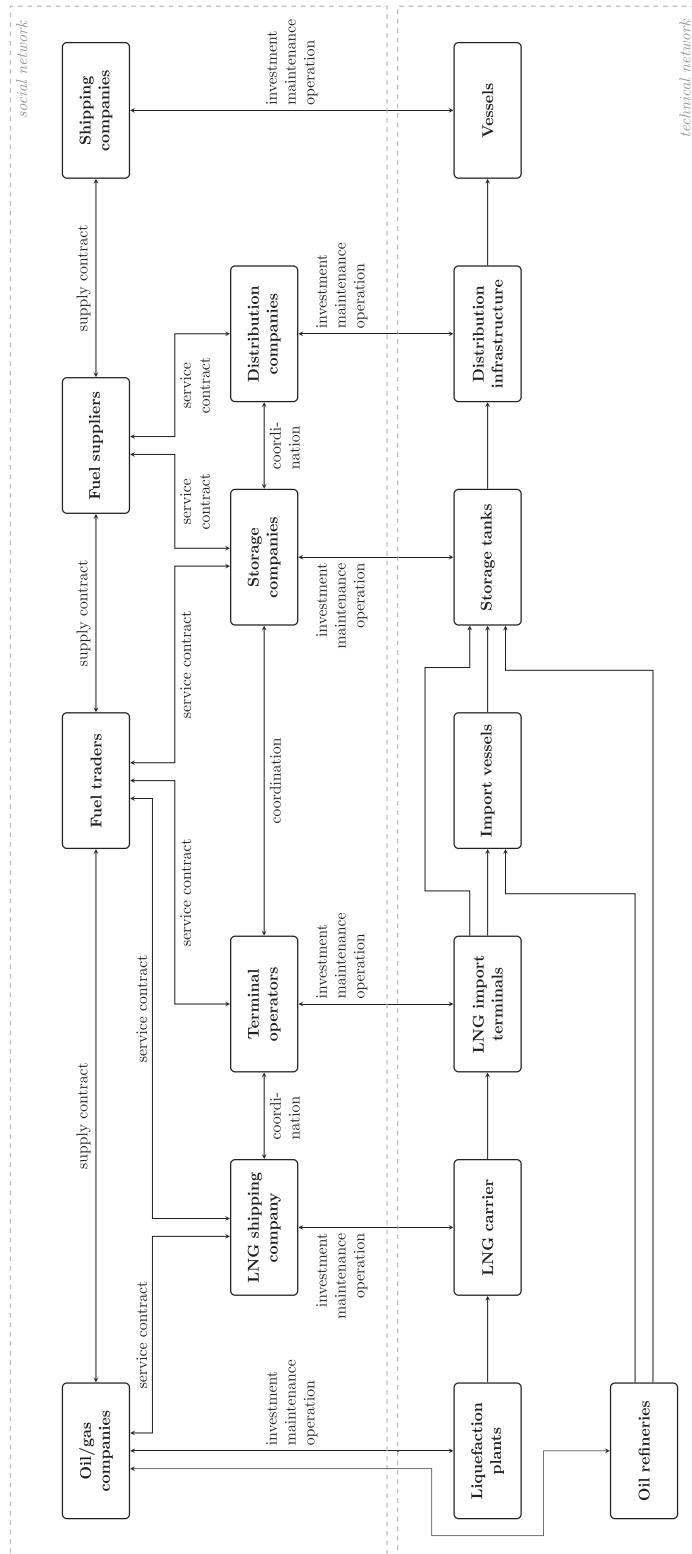 social network
Oil/gas
companies
supply contract
Fuel traders
supply contract
Fuel suppliers
supply contract
Shipping
companies
service contract
service contract
service contract
service contract
service
contract
service
contract
LNG shipping
company
coordi-
nation
Terminal
operators
coordination
Storage
companies
coordi-
nation
Distribution
companies
investment
maintenance
operation
investment
maintenance
operation
investment
maintenance
operation
investment
maintenance
operation
investment
maintenance
operation
investment
maintenance
operation
Liquefaction
plants
LNG carrier
LNG import
terminals
Import vessels
Storage tanks
Distribution
infrastructure
Vessels
Oil refineries
technical network